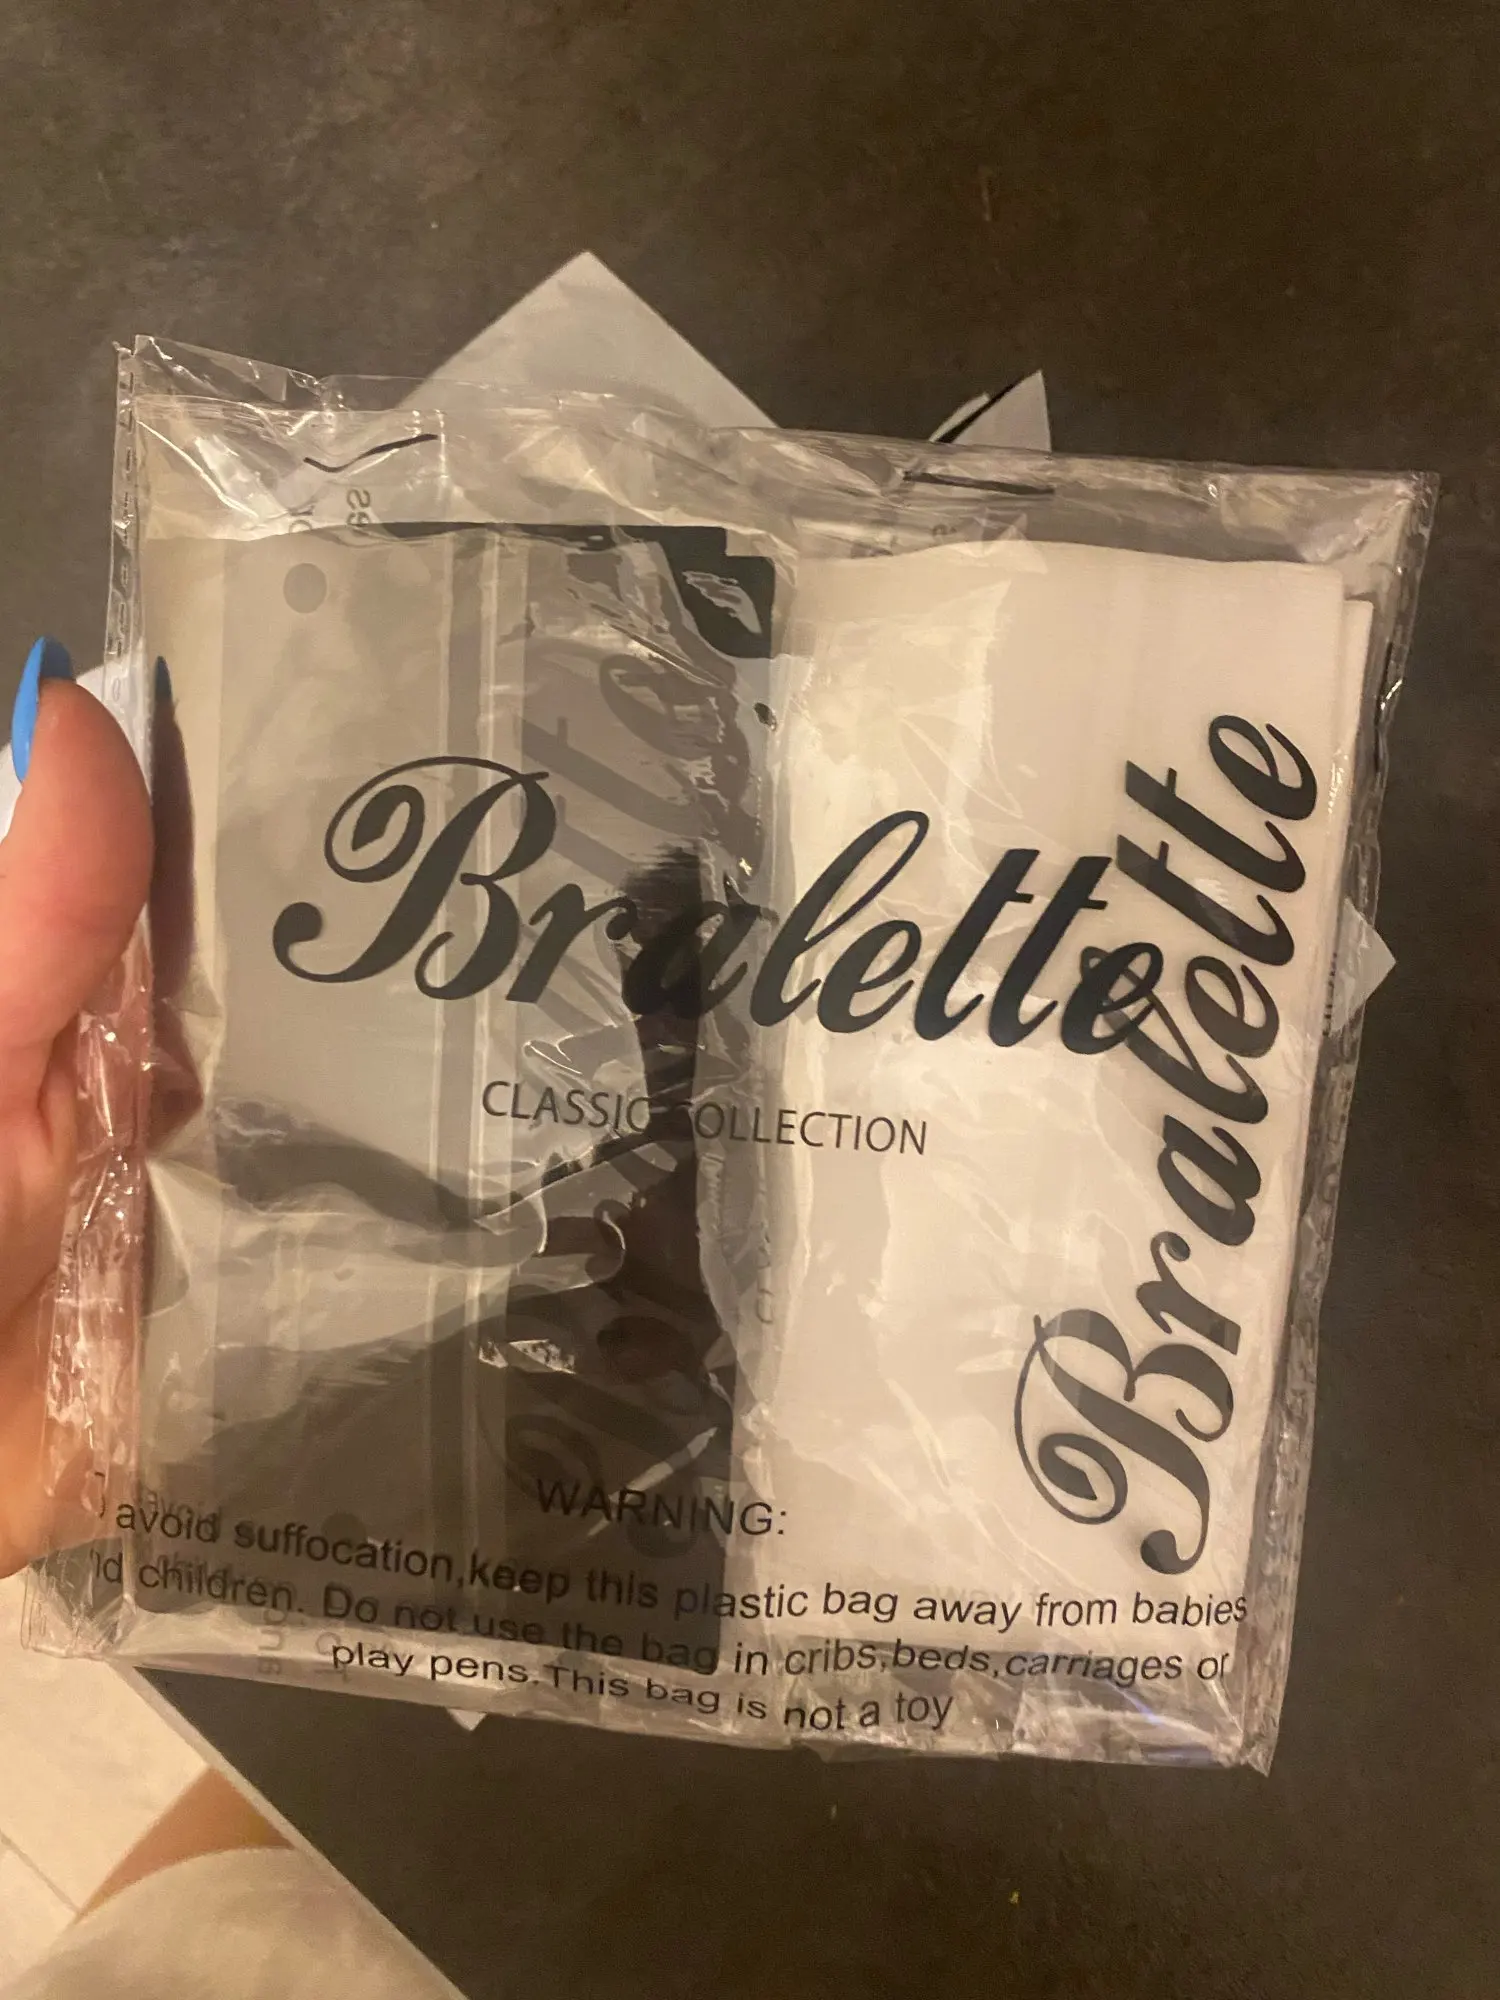 Bralette
CLASSIC COLLECTION
Bralette
WARNING:
avoid suffocation,keep this plastic bag away from babies
children. Do not use the bag in cribs,beds,carriages or
play pens.This bag is not a toy